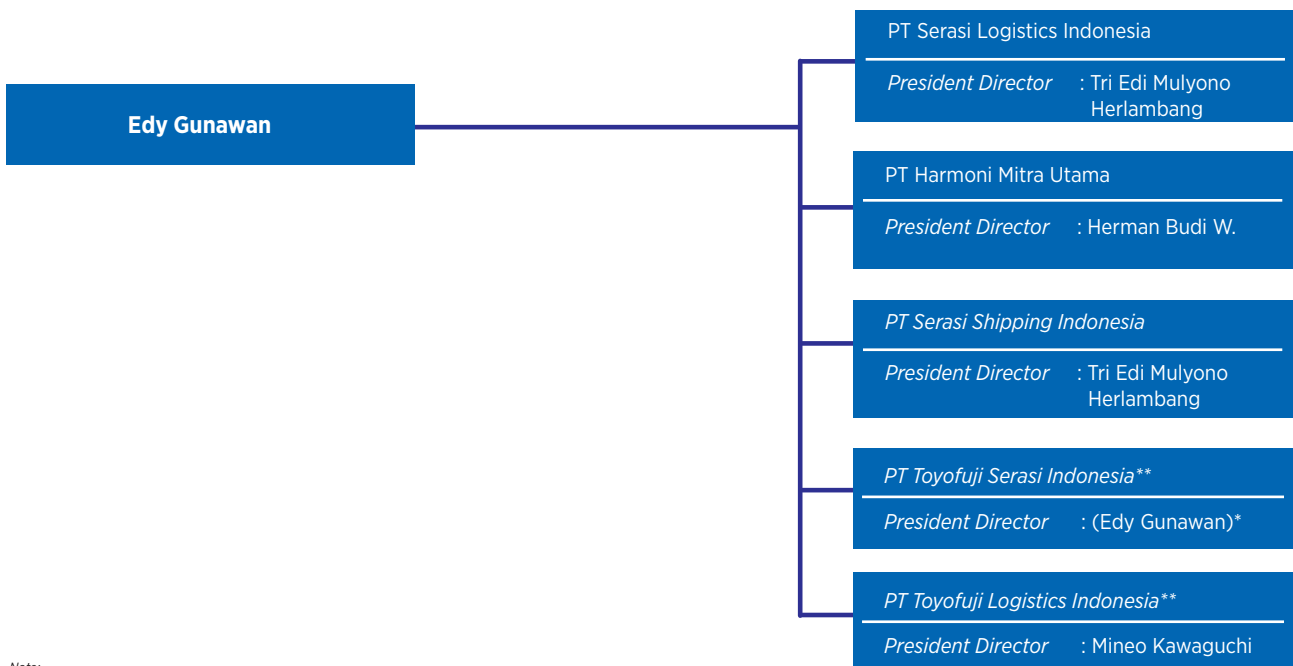 Edy Gunawan
PT Serasi Logistics Indonesia
President Director : Tri Edi Mulyono
Herlambang
PT Harmoni Mitra Utama
President Director : Herman Budi W.
PT Serasi Shipping Indonesia
President Director : Tri Edi Mulyono
Herlambang
PT Toyofuji Serasi Indonesia**
President Director : (Edy Gunawan)*
PT Toyofuji Logistics Indonesia**
President Director : Mineo Kawaguchi